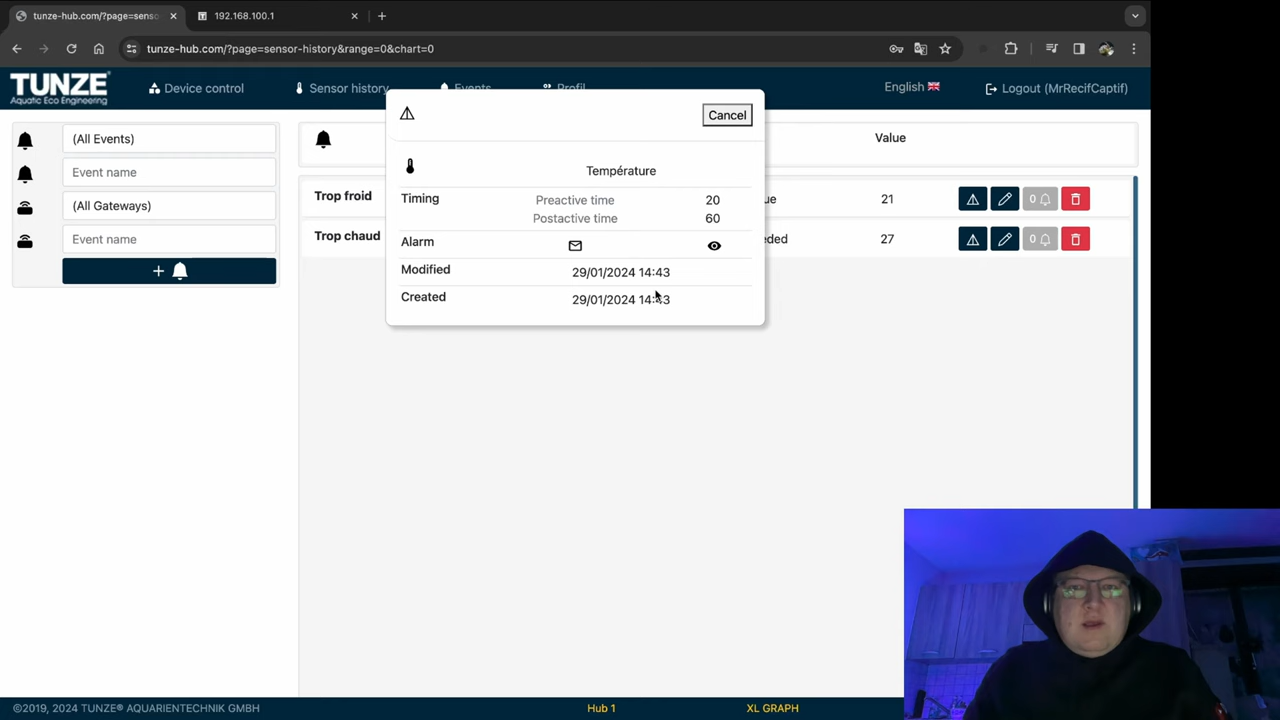 tunze-hub.com/?page=senso
192.168.100.1
tunze-hub.com/?page=sensor-history&range=0&chart=0
TUNZE®
Aquatic Eco Engineering
Device control
Sensor history
Events
Profil
English
Logout (MrRecifCaptif)
Cancel
(All Events)
Event name
(All Gateways)
Event name
+
Value
Trop froid
ue
21
0
Trop chaud
eded
27
0
Température
Timing
Preactive time
20
Postactive time
60
Alarm
Modified
29/01/2024 14:43
Created
29/01/2024 14:43
©2019, 2024 TUNZE® AQUARIENTECHNIK GMBH
Hub 1
XL GRAPH